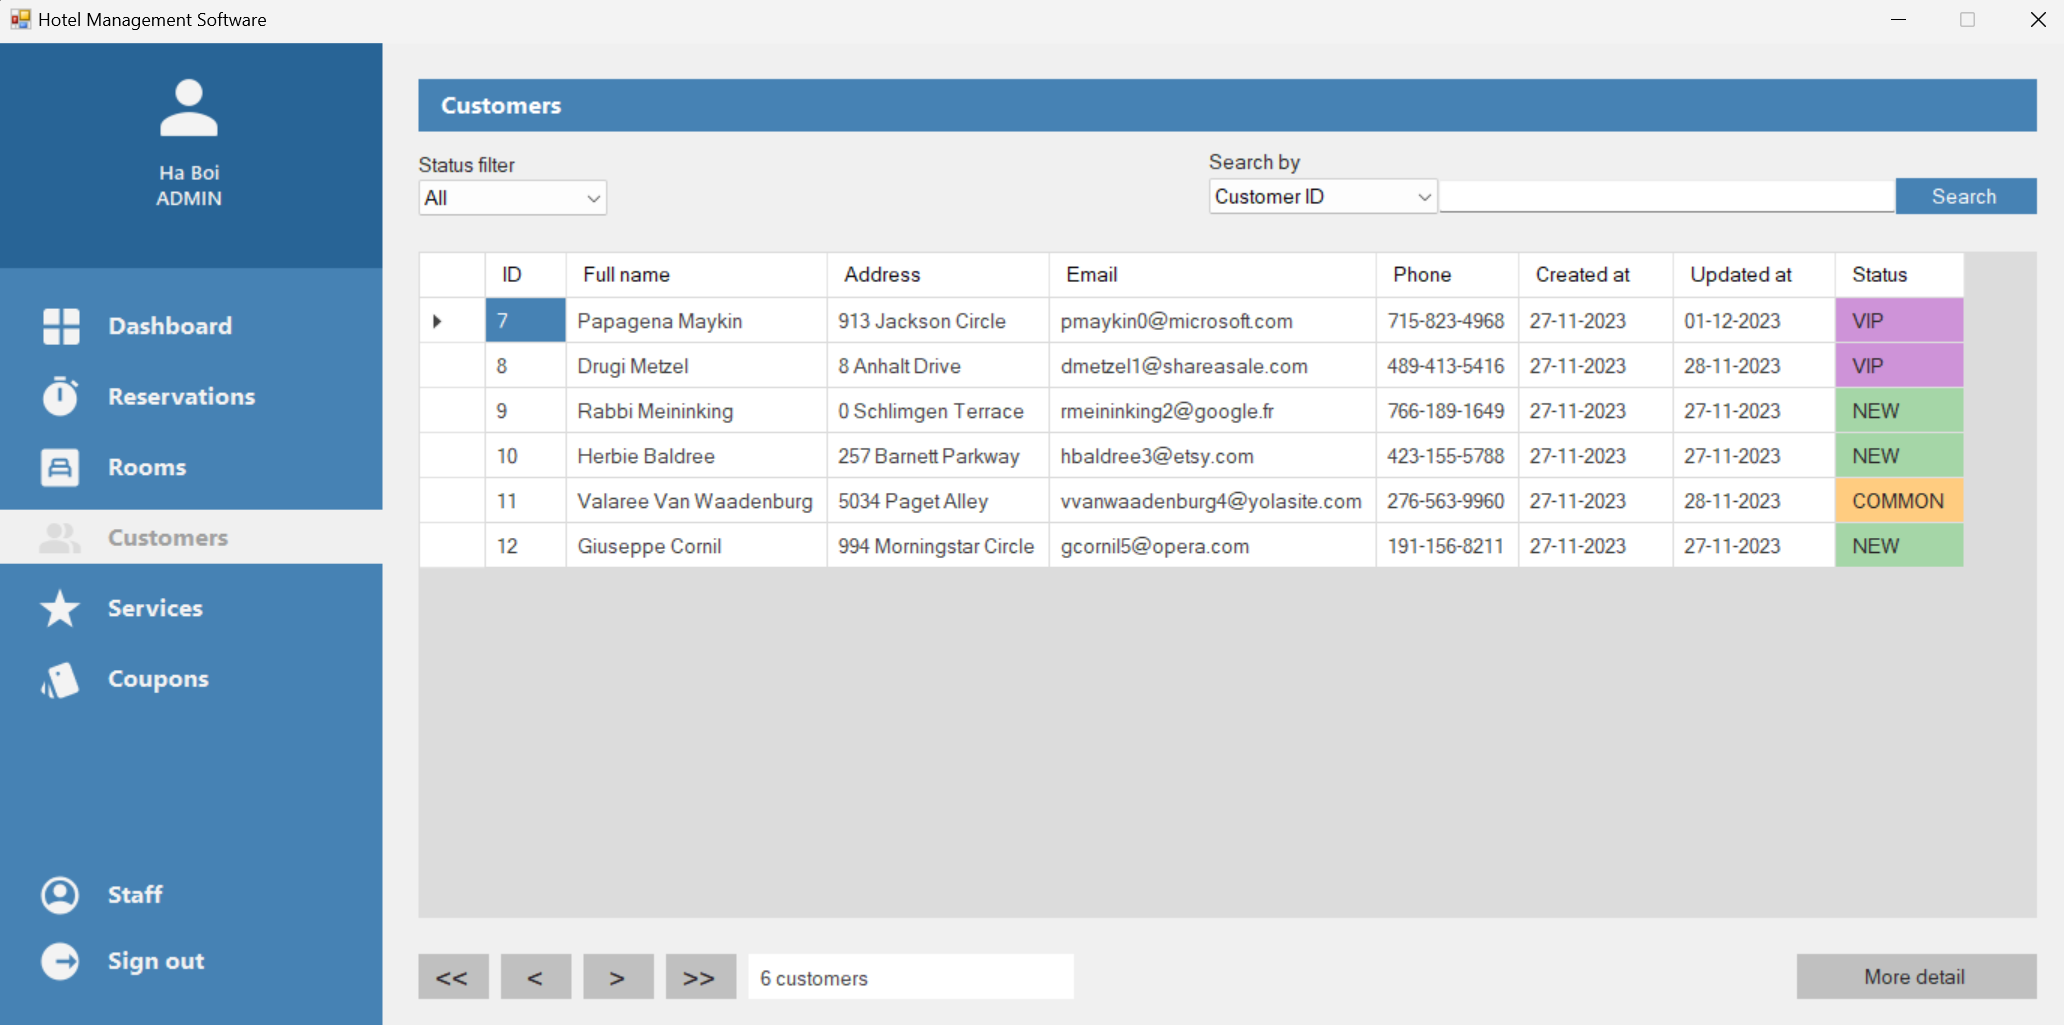 Hotel Management Software
Ha Boi
ADMIN
Dashboard
Reservations
Rooms
Customers
Services
Coupons
Staff
Sign out
Customers
Status filter
All
Search by
Customer ID
Search
ID Full name Address Email Phone Created at Updated at Status
7 Papagena Maykin 913 Jackson Circle pmaykin0@microsoft.com 715-823-4968 27-11-2023 01-12-2023 VIP
8 Drugi Metzel 8 Anhalt Drive dmetzel1@shareasale.com 489-413-5416 27-11-2023 28-11-2023 VIP
9 Rabbi Meininking 0 Schlimgen Terrace rmeininking2@google.fr 766-189-1649 27-11-2023 27-11-2023 NEW
10 Herbie Baldree 257 Barnett Parkway hbaldree3@etsy.com 423-155-5788 27-11-2023 27-11-2023 NEW
11 Valaree Van Waadenburg 5034 Paget Alley vvanwaadenburg4@yolasite.com 276-563-9960 27-11-2023 28-11-2023 COMMON
12 Giuseppe Cornil 994 Morningstar Circle gcornil5@opera.com 191-156-8211 27-11-2023 27-11-2023 NEW
<< < > >> 6 customers
More detail